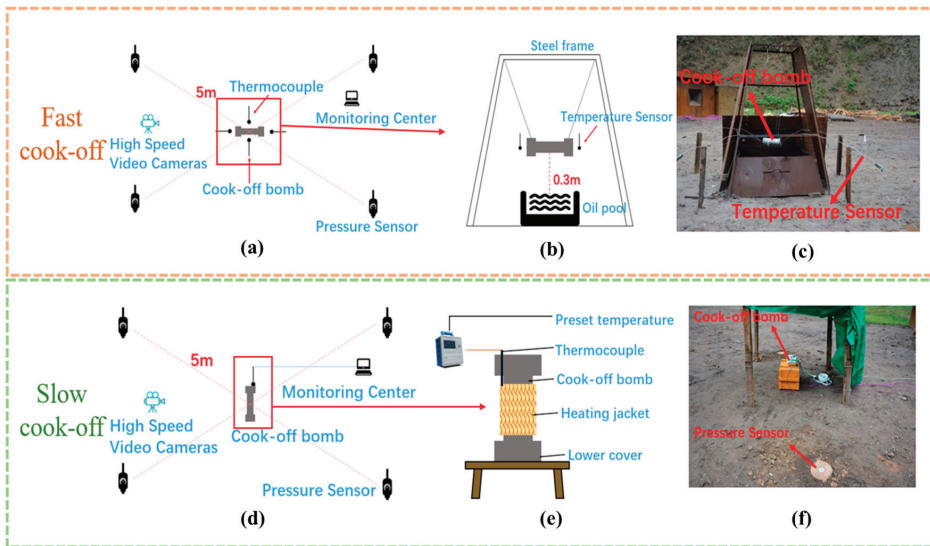 Fast
cook-off
5m
Thermocouple
Monitoring Center
High Speed
Video Cameras
Cook-off bomb
Pressure Sensor
(a)
Steel frame
Temperature Sensor
0.3m
Oil pool
(b)
Cook-off bomb
Temperature Sensor
(c)
Slow
cook-off
5m
Monitoring Center
High Speed
Video Cameras
Cook-off bomb
Pressure Sensor
(d)
Preset temperature
Thermocouple
Cook-off bomb
Heating jacket
Lower cover
(e)
Cook-off bomb
Pressure Sensor
(f)